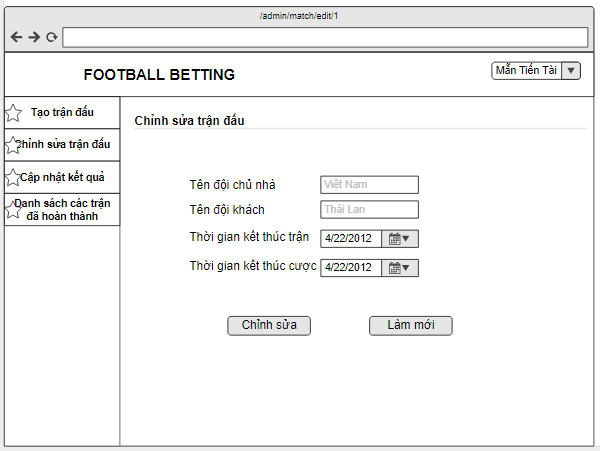 /admin/match/edit/1
FOOTBALL BETTING
Mẫn Tiến Tài
Tạo trận đấu
Chỉnh sửa trận đấu
Cập nhật kết quả
Danh sách các trận
đã hoàn thành
Chỉnh sửa trận đấu
Tên đội chủ nhà
Việt Nam
Tên đội khách
Thái Lan
Thời gian kết thúc trận
4/22/2012
Thời gian kết thúc cược
4/22/2012
Chỉnh sửa
Làm mới